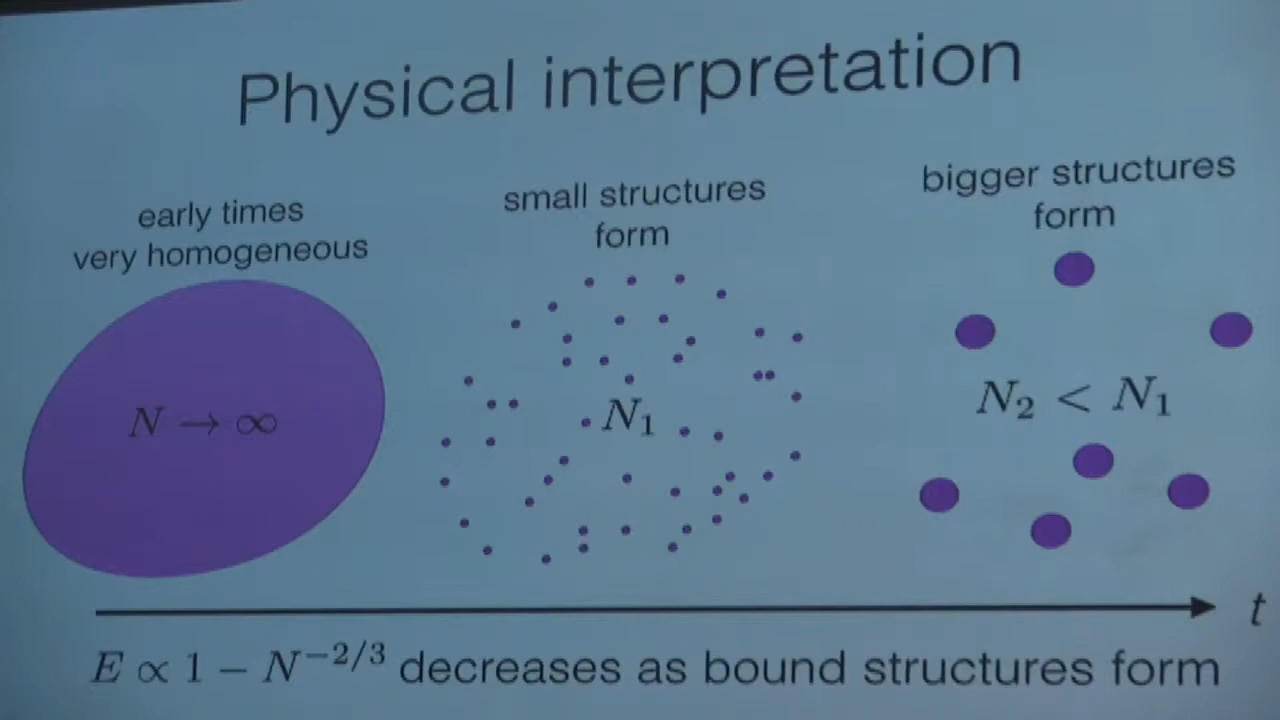 Physical interpretation
early times
very homogeneous
N → ∞
small structures
form
N₁
bigger structures
form
N₂ < N₁
t
E ∝ 1 − N^{−2/3} decreases as bound structures form